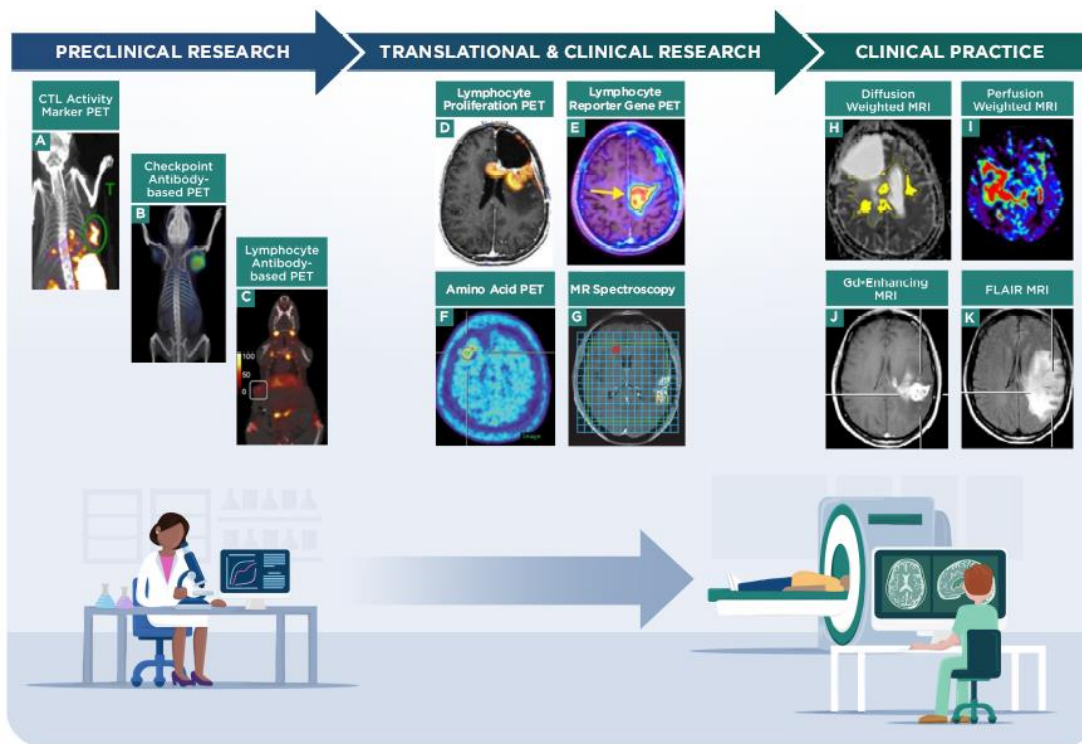 PRECLINICAL RESEARCH
TRANSLATIONAL & CLINICAL RESEARCH
CLINICAL PRACTICE
CTL Activity
Marker PET
A
T
Checkpoint
Antibody-
based PET
B
Lymphocyte
Antibody-
based PET
C
100
50
0
Lymphocyte
Proliferation PET
D
Lymphocyte
Reporter Gene PET
E
Amino Acid PET
F
Image
MR Spectroscopy
G
Diffusion
Weighted MRI
H
Perfusion
Weighted MRI
I
Gd-Enhancing
MRI
J
FLAIR MRI
K